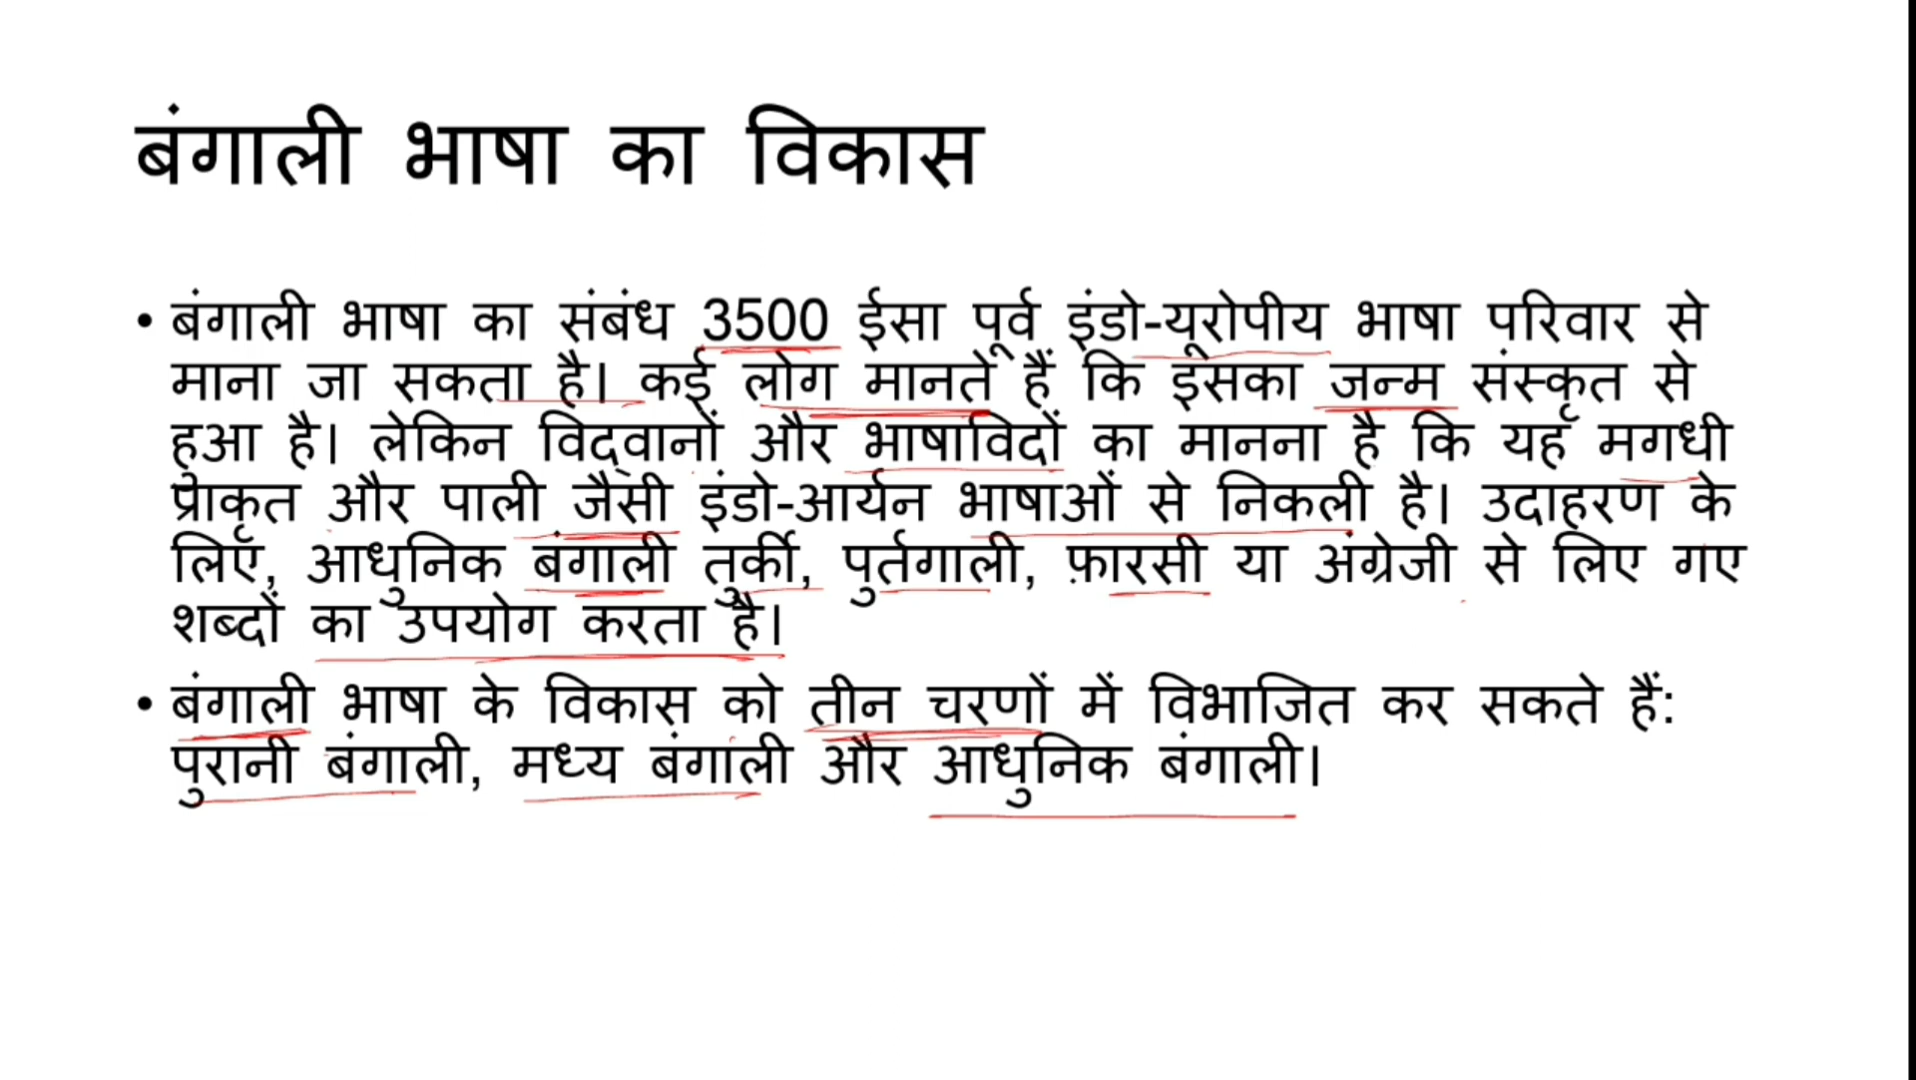 बंगाली भाषा का विकास
• बंगाली भाषा का संबंध 3500 ईसा पूर्व इंडो-यूरोपीय भाषा परिवार से
माना जा सकता है। कई लोग मानते हैं कि इसका जन्म संस्कृत से
हुआ है। लेकिन विद्वानों और भाषाविदों का मानना है कि यह मगधी
प्राकृत और पाली जैसी इंडो-आर्यन भाषाओं से निकली है। उदाहरण के
लिए, आधुनिक बंगाली तुर्की, पुर्तगाली, फ़ारसी या अंग्रेजी से लिए गए
शब्दों का उपयोग करता है।
• बंगाली भाषा के विकास को तीन चरणों में विभाजित कर सकते हैं:
पुरानी बंगाली, मध्य बंगाली और आधुनिक बंगाली।